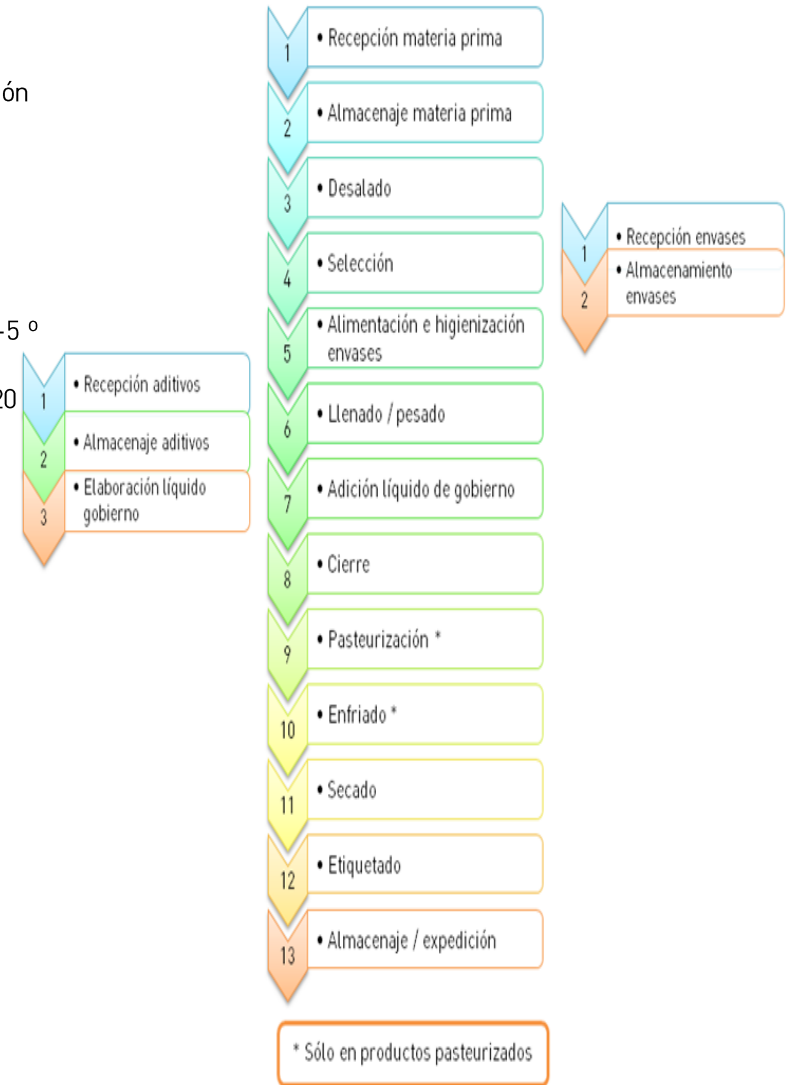 ón
-5 º
20
1
• Recepción aditivos
2
• Almacenaje aditivos
3
• Elaboración líquido
gobierno
1
• Recepción materia prima
2
• Almacenaje materia prima
3
• Desalado
4
• Selección
5
• Alimentación e higienización
envases
6
• Llenado / pesado
7
• Adición líquido de gobierno
8
• Cierre
9
• Pasteurización *
10
• Enfriado *
11
• Secado
12
• Etiquetado
13
• Almacenaje / expedición
* Sólo en productos pasteurizados
1
• Recepción envases
2
• Almacenamiento
envases